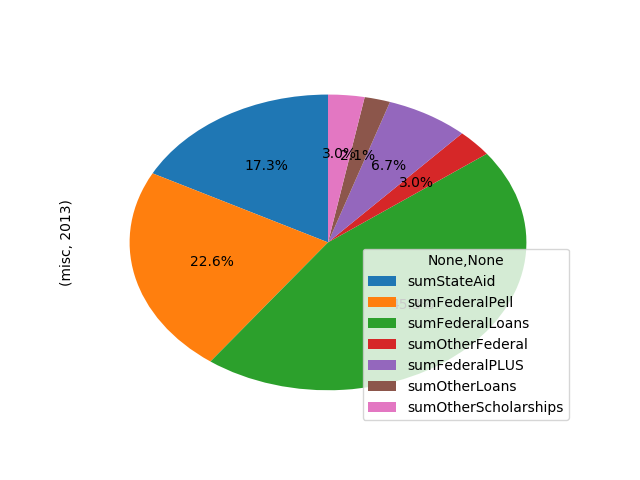 3.0%
2.1%
6.7%
17.3%
3.0%
22.6%
(misc, 2013)
None,None
sumStateAid
sumFederalPell
sumFederalLoans
sumOtherFederal
sumFederalPLUS
sumOtherLoans
sumOtherScholarships